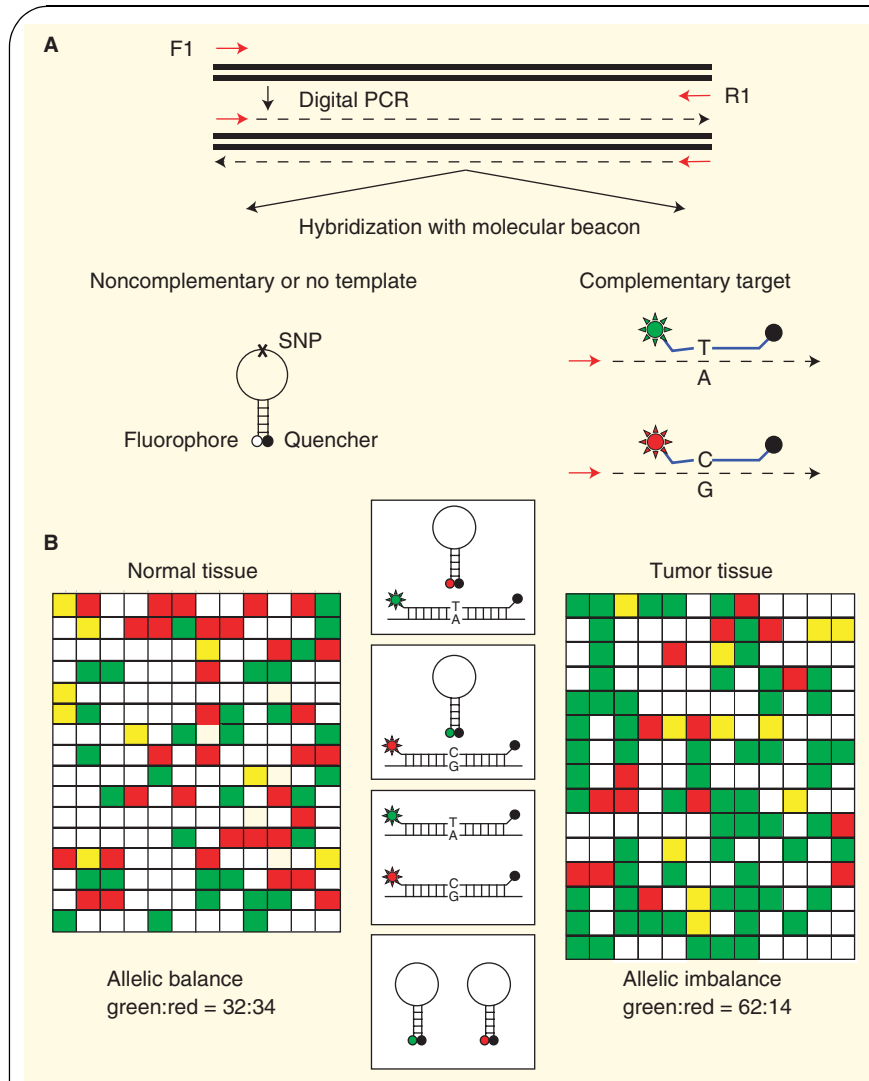 A
F1
Digital PCR
R1
Hybridization with molecular beacon
Noncomplementary or no template
Complementary target
SNP
Fluorophore
Quencher
T
A
C
G
B
Normal tissue
Tumor tissue
T
A
C
G
T
A
C
G
Allelic balance
green:red = 32:34
Allelic imbalance
green:red = 62:14